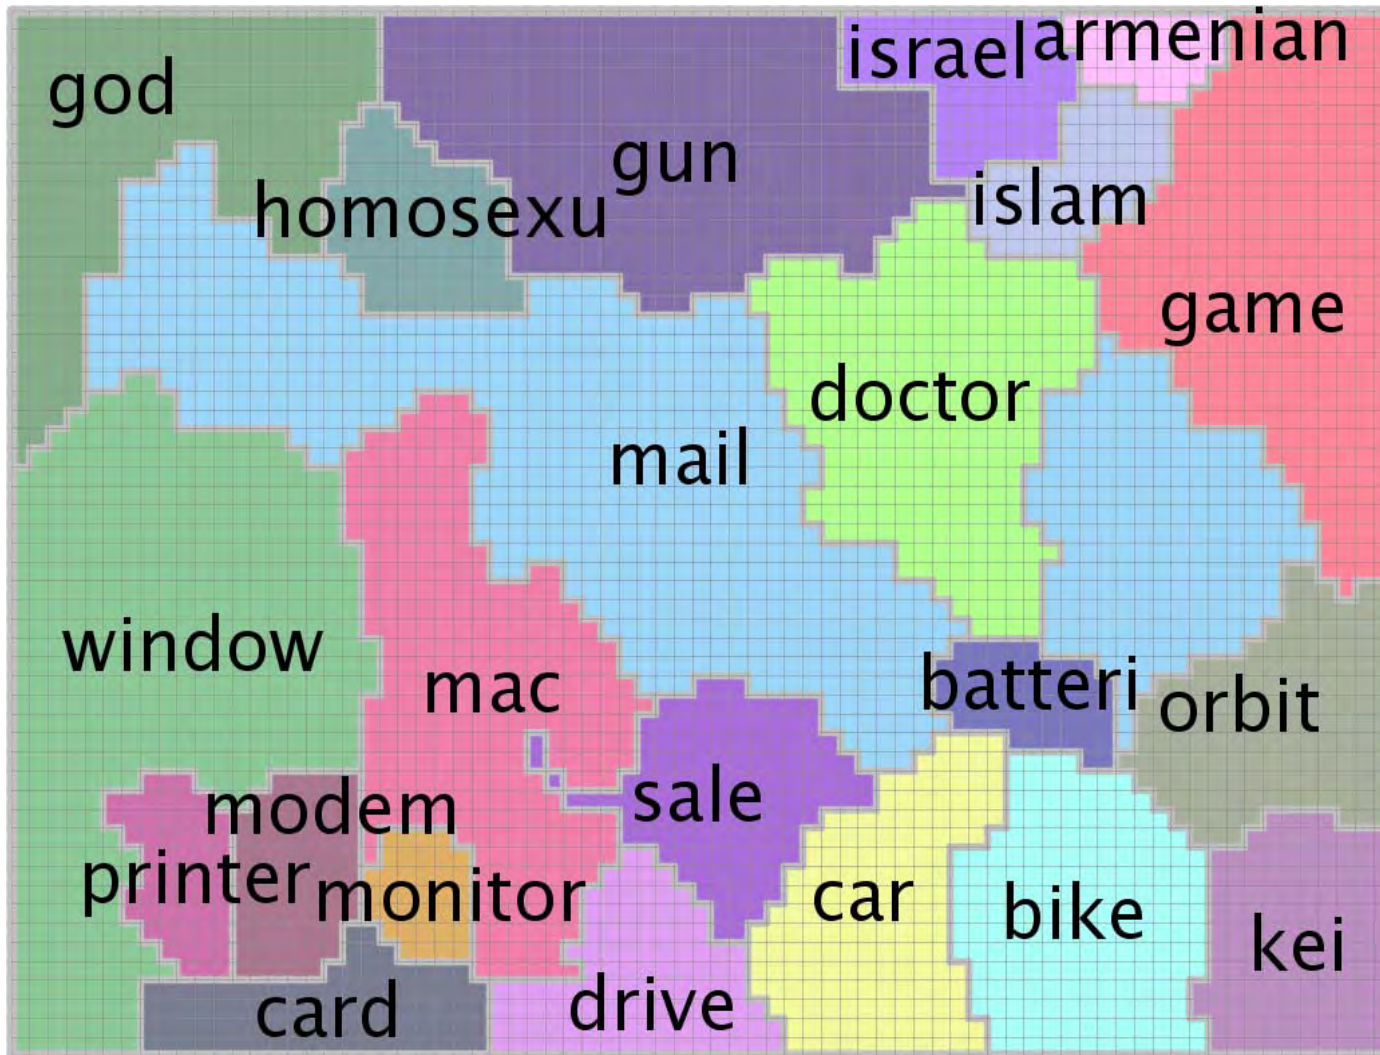 israel
armenian
god
gun
homosexu
islam
game
doctor
mail
window
mac
batteri
orbit
sale
modem
printer
monitor
car
bike
kei
card
drive